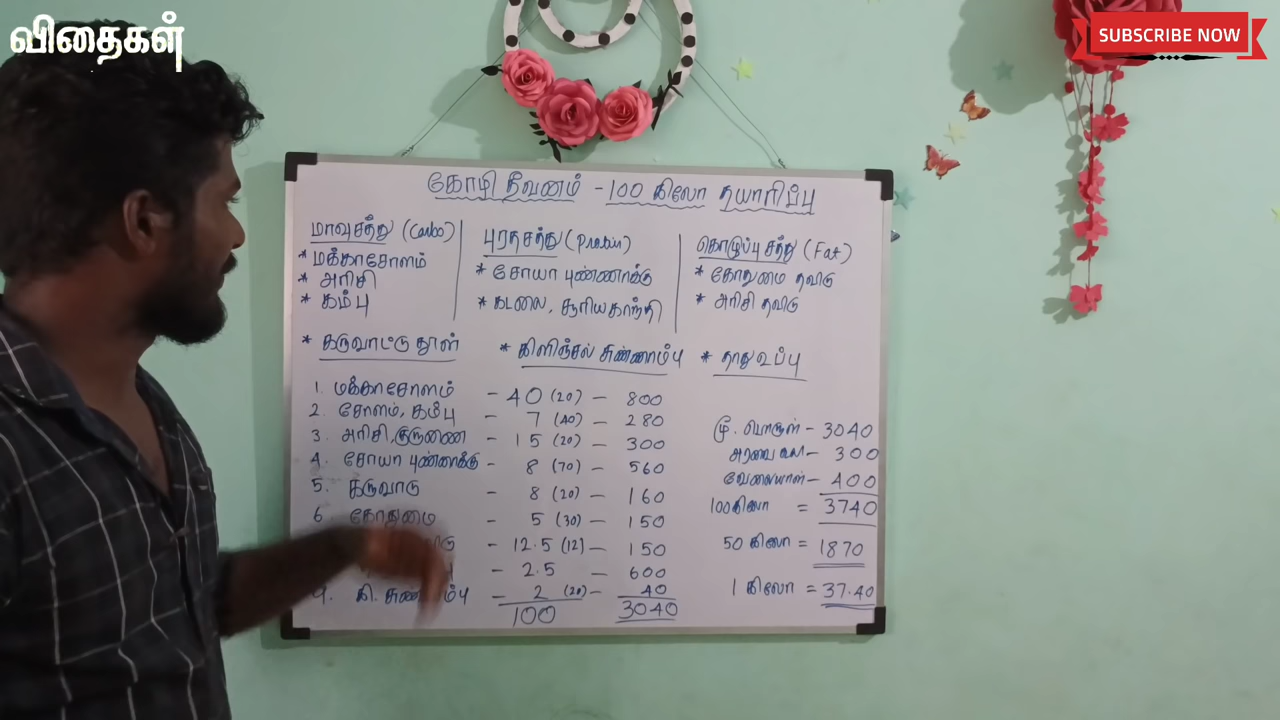 விதைகள்
SUBSCRIBE NOW
கோழி தீவனம் - 100 கிலோ தயாரிப்பு
மாவுசத்து (Carbo)
* மக்காசோளம்
* அரிசி
* கம்பு
புரதசத்து (Protein)
* சோயா புண்ணாக்கு
* கடலை, சூரியகாந்தி
கொழுப்பு சத்து (Fat)
* கோதுமை தவிடு
* அரிசி தவிடு
* கருவாட்டு தூள் * கிளிஞ்சல் சுண்ணாம்பு * தாதுஉப்பு
1. மக்காசோளம் - 40 (20) - 800
2. சோளம், கம்பு - 7 (40) - 280
3. அரிசி, குருணை - 15 (20) - 300
4. சோயா புண்ணாக்கு - 8 (70) - 560
5. கருவாடு - 8 (20) - 160
6. கோதுமை - 5 (30) - 150
- 12.5 (12) - 150
- 2.5 - 600
9. கி. சுண்ணாம்பு - 2 (20) - 40
100 3040
மூ. பொருள் - 3040
அரவை கூலி - 300
வேலையாள் - 400
100 கிலோ = 3740
50 கிலோ = 1870
1 கிலோ = 37.40